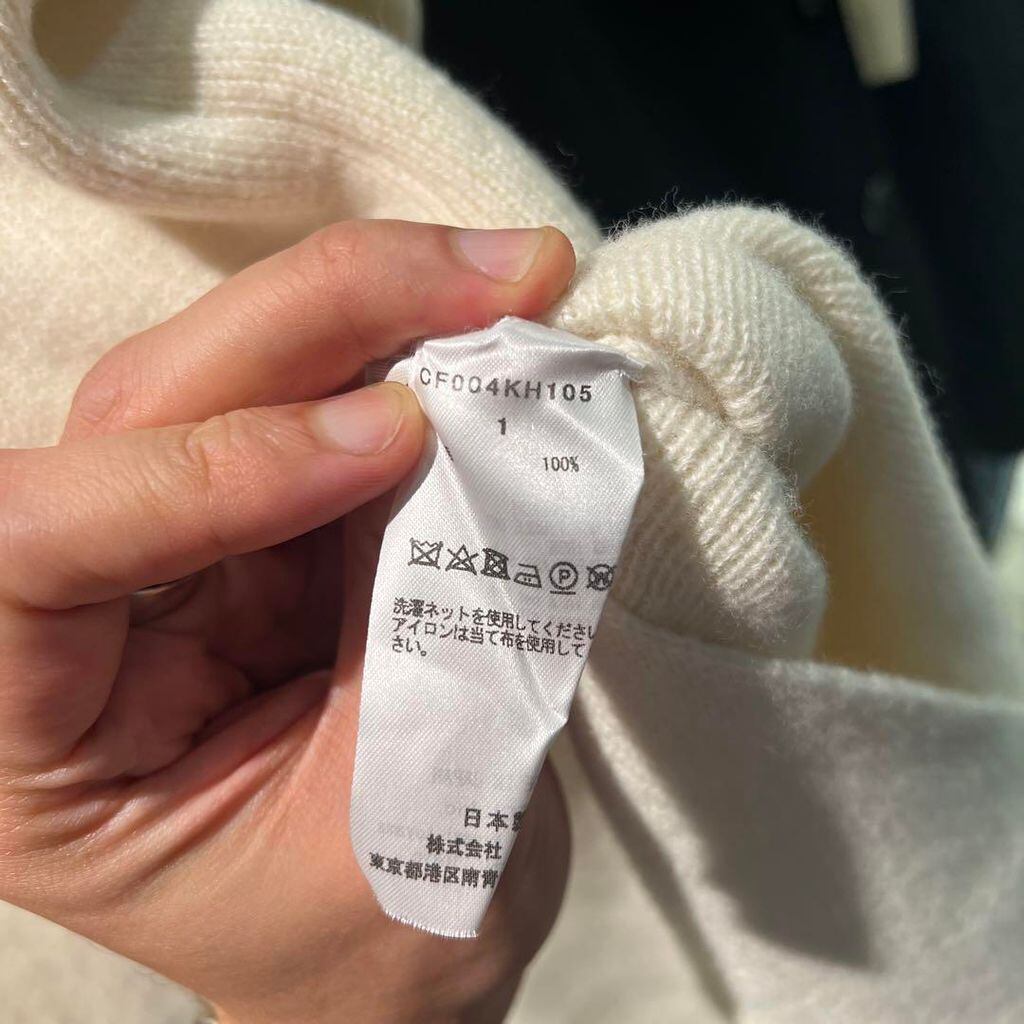 CF004KH105
1
100%
P
W
洗濯ネットを使用してくださ
アイロンは当て布を使用して
さい。
日本
株式会社
東京都港区南青